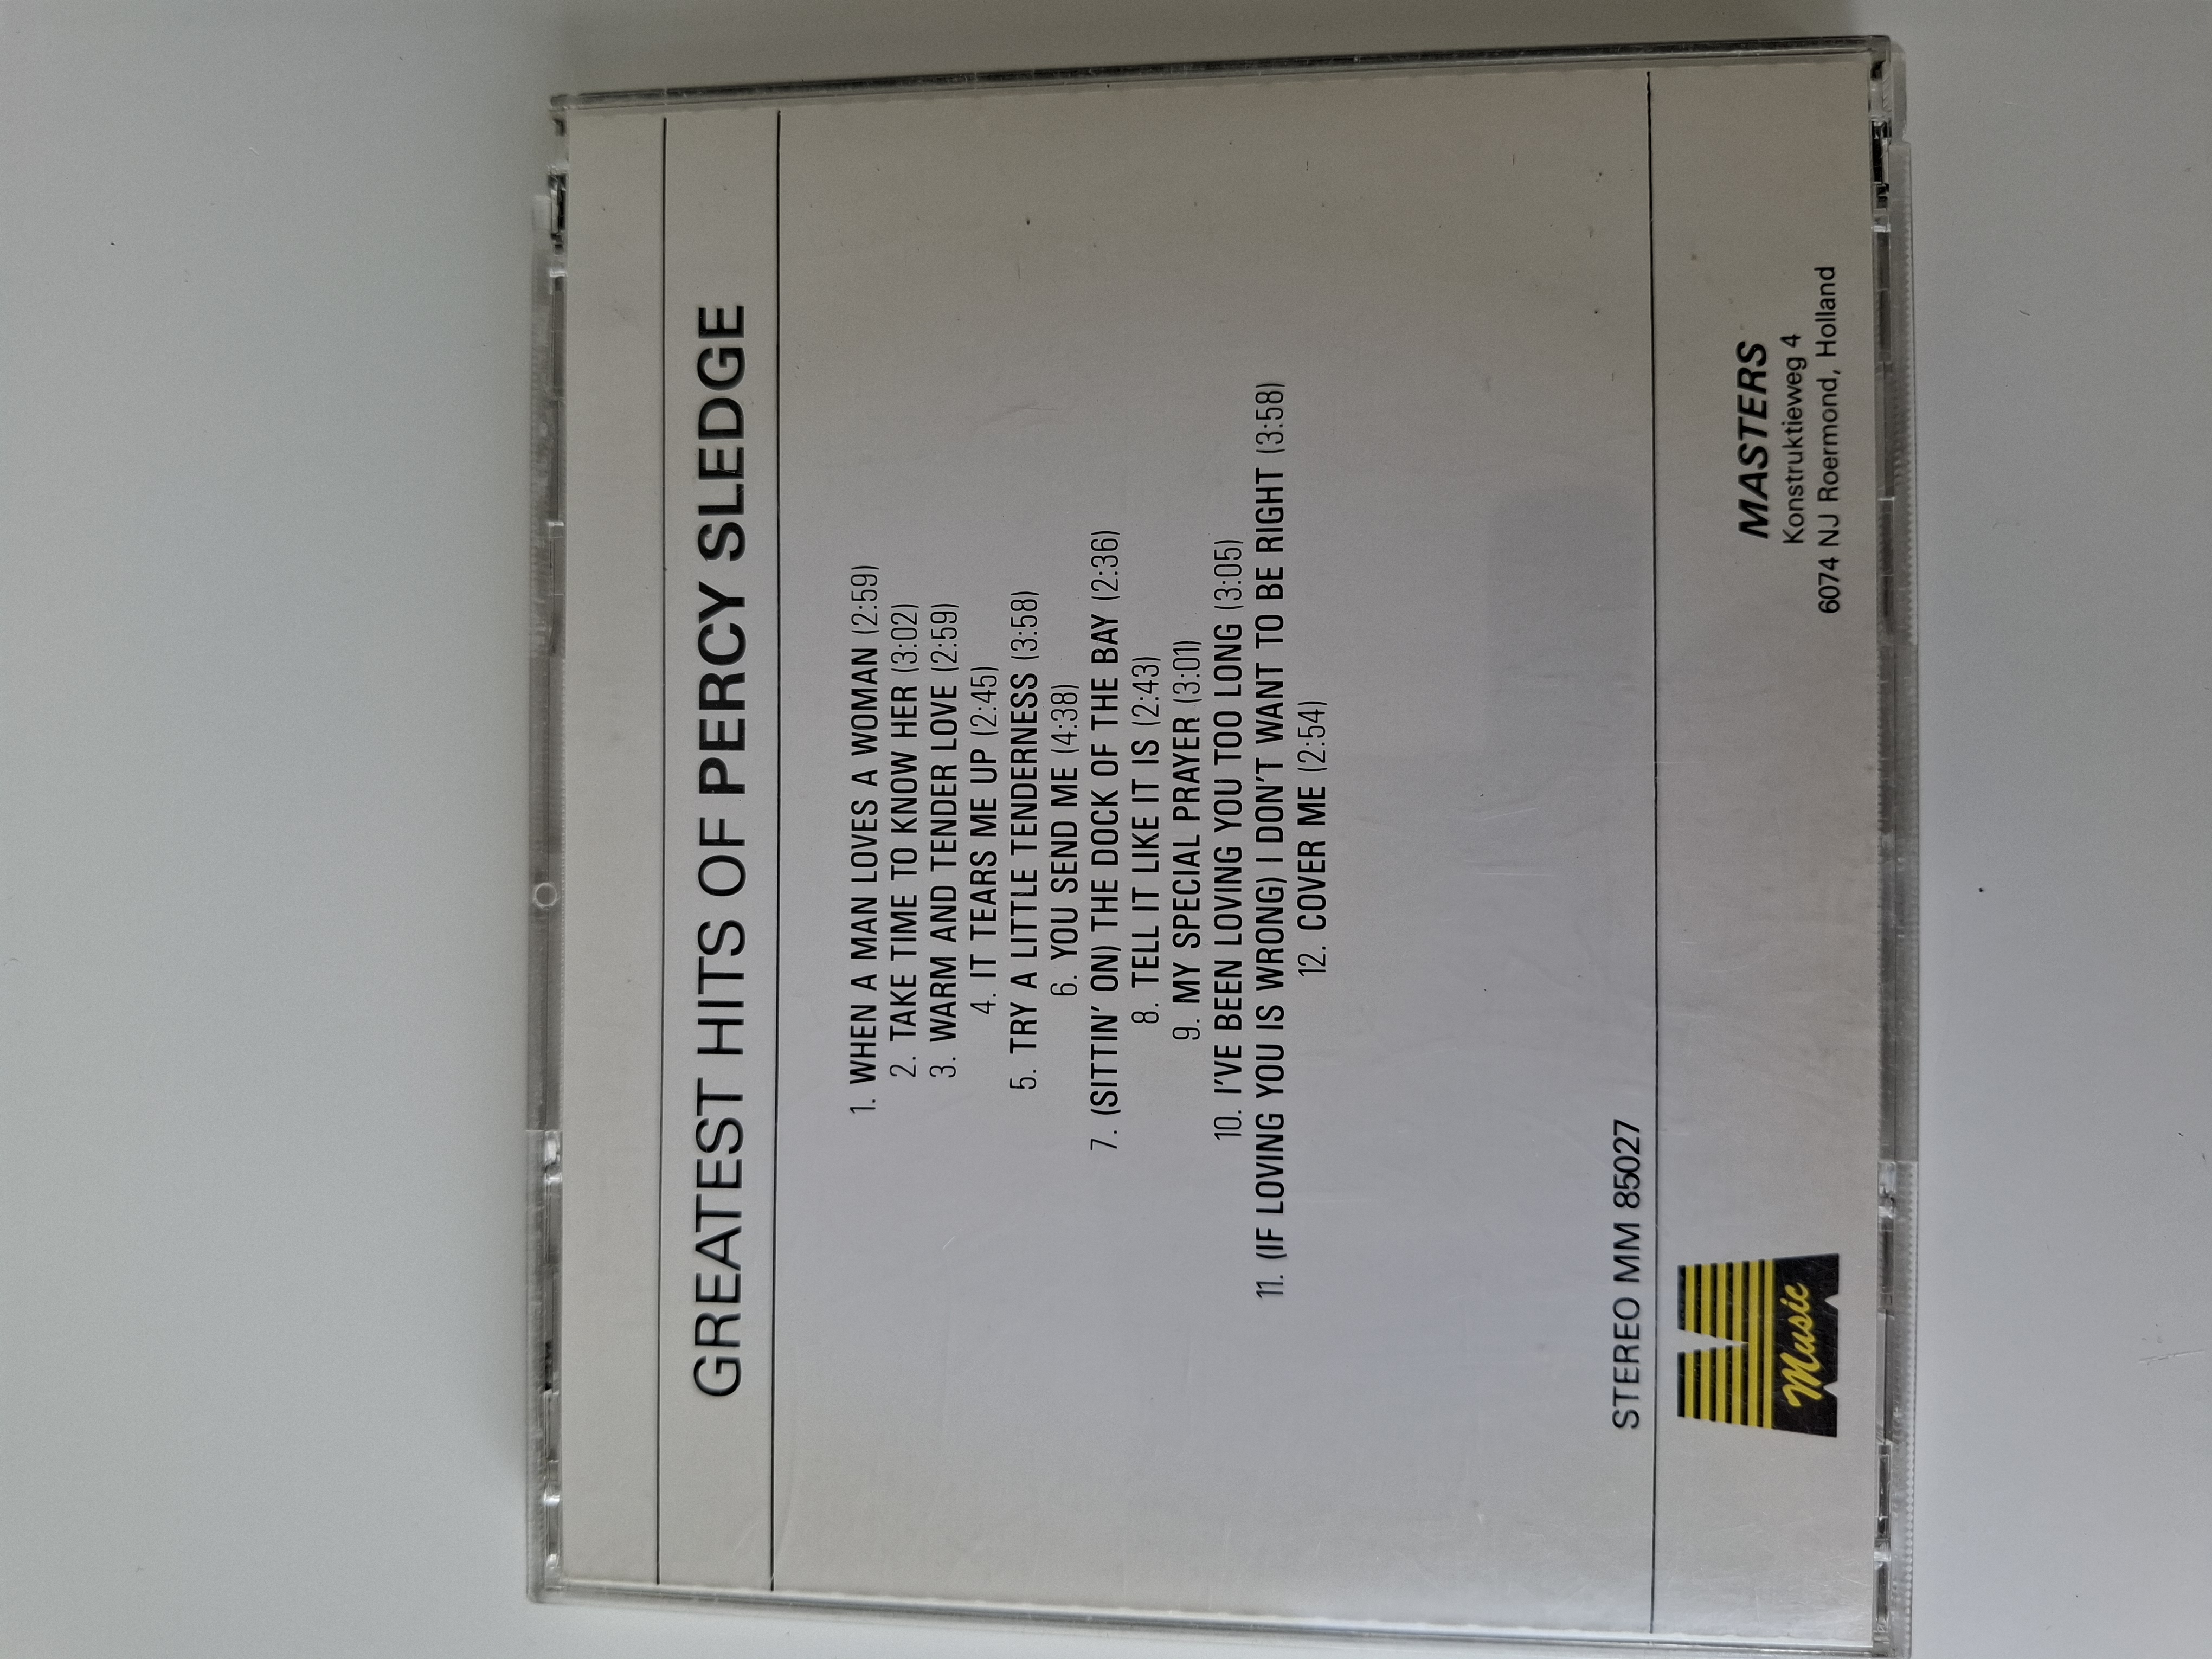 GREATEST HITS OF PERCY SLEDGE
1. WHEN A MAN LOVES A WOMAN (2:59)
2. TAKE TIME TO KNOW HER (3:02)
3. WARM AND TENDER LOVE (2:59)
4. IT TEARS ME UP (2:45)
5. TRY A LITTLE TENDERNESS (3:58)
6. YOU SEND ME (4:38)
7. (SITTIN' ON) THE DOCK OF THE BAY (2:36)
8. TELL IT LIKE IT IS (2:43)
9. MY SPECIAL PRAYER (3:01)
10. I'VE BEEN LOVING YOU TOO LONG (3:05)
11. (IF LOVING YOU IS WRONG) I DON'T WANT TO BE RIGHT (3:58)
12. COVER ME (2:54)
STEREO MM 85027
Music
MASTERS
Konstruktieweg 4
6074 NJ Roermond, Holland